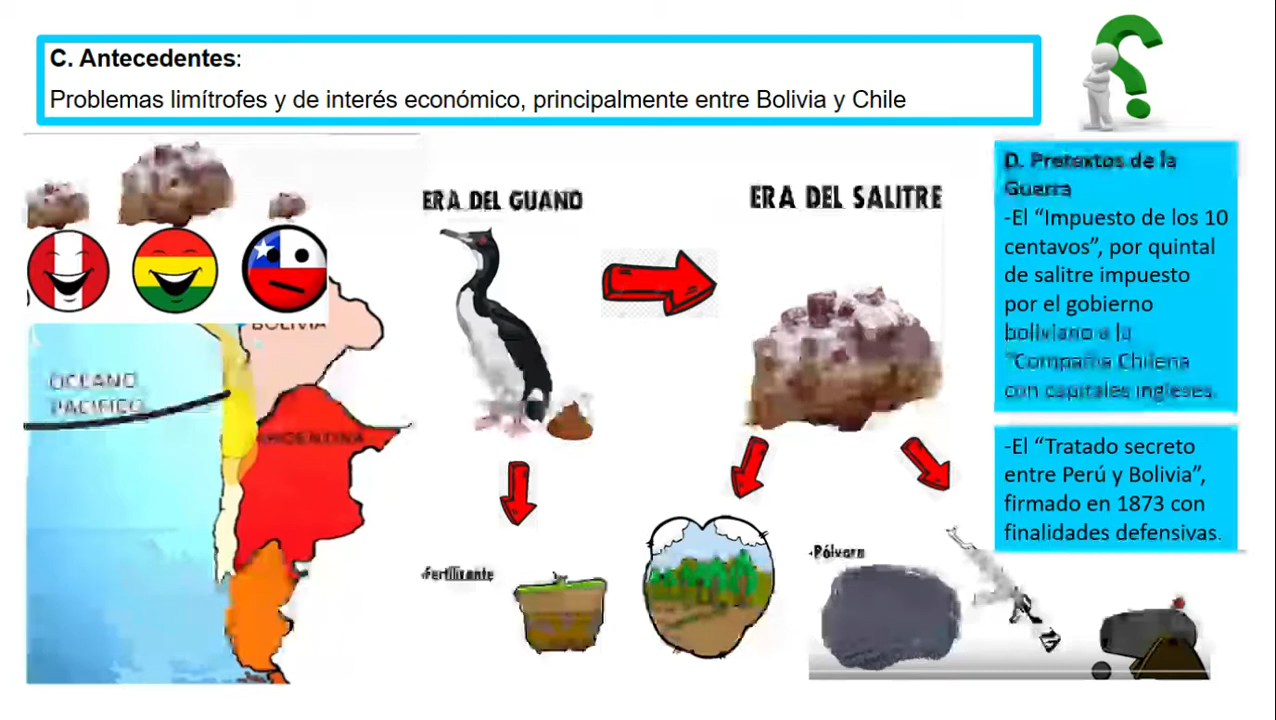 C. Antecedentes:
Problemas limítrofes y de interés económico, principalmente entre Bolivia y Chile
ERA DEL GUANO
ERA DEL SALITRE
BOLIVIA
OCEANO
PACIFICO
ARGENTINA
-Fertilizante
-Pólvora
D. Pretextos de la
Guerra
-El “Impuesto de los 10
centavos”, por quintal
de salitre impuesto
por el gobierno
boliviano a la
“Compañía Chilena
con capitales ingleses.
-El “Tratado secreto
entre Perú y Bolivia”,
firmado en 1873 con
finalidades defensivas.